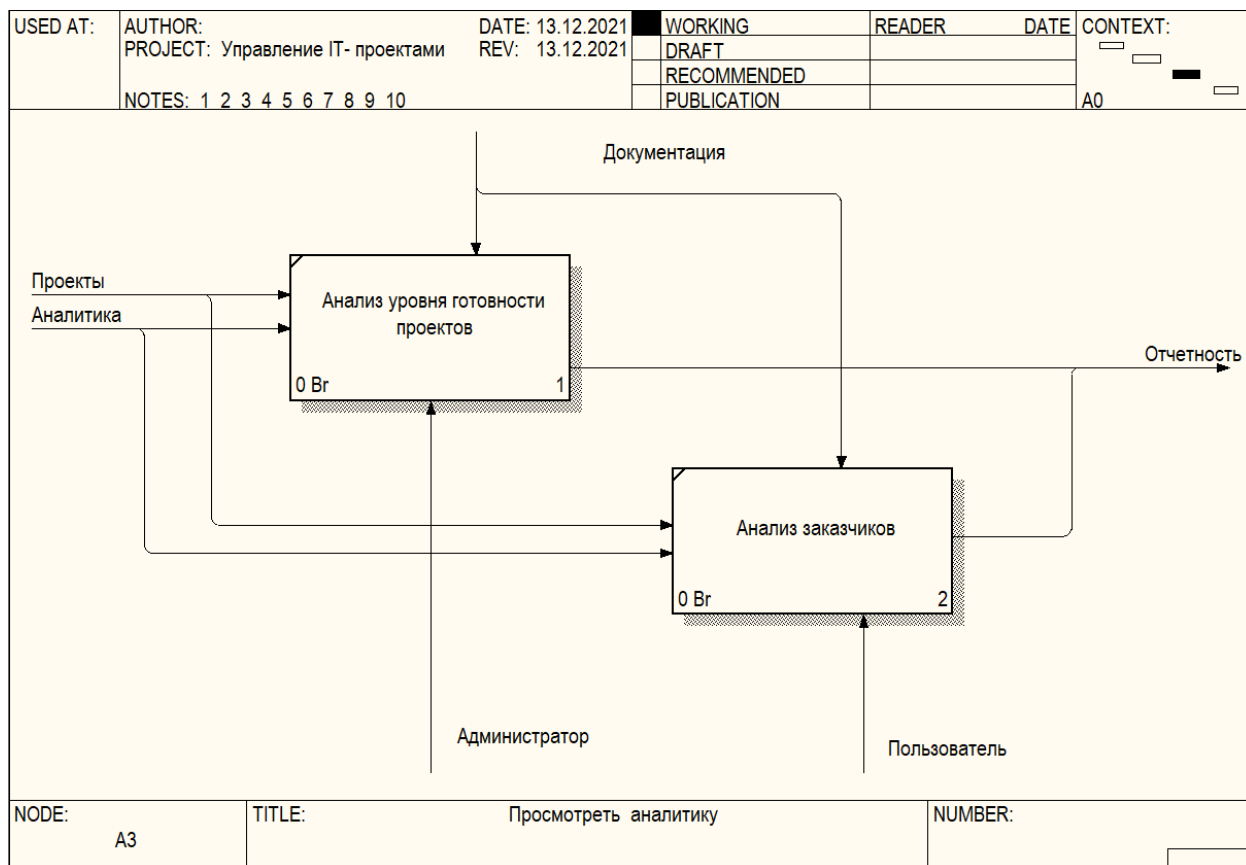 USED AT:
AUTHOR:
DATE: 13.12.2021
PROJECT: Управление IT- проектами
REV: 13.12.2021
NOTES: 1 2 3 4 5 6 7 8 9 10
WORKING
DRAFT
RECOMMENDED
PUBLICATION
READER
DATE
CONTEXT:
A0
Документация
Проекты
Аналитика
Анализ уровня готовности
проектов
0 Br
1
Отчетность
Анализ заказчиков
0 Br
2
Администратор
Пользователь
NODE:
A3
TITLE:
Просмотреть аналитику
NUMBER: